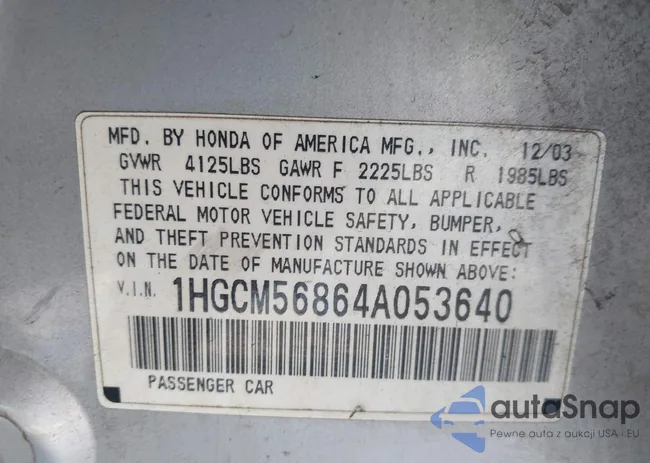 MFD. BY HONDA OF AMERICA MFG., INC. 12/03
GVWR 4125LBS GAWR F 2225LBS R 1985LBS
THIS VEHICLE CONFORMS TO ALL APPLICABLE
FEDERAL MOTOR VEHICLE SAFETY, BUMPER,
AND THEFT PREVENTION STANDARDS IN EFFECT
ON THE DATE OF MANUFACTURE SHOWN ABOVE:
V.I.N. 1HGCM56864A053640
PASSENGER CAR
autoSnap
Pewne auta z aukcji USA i EU